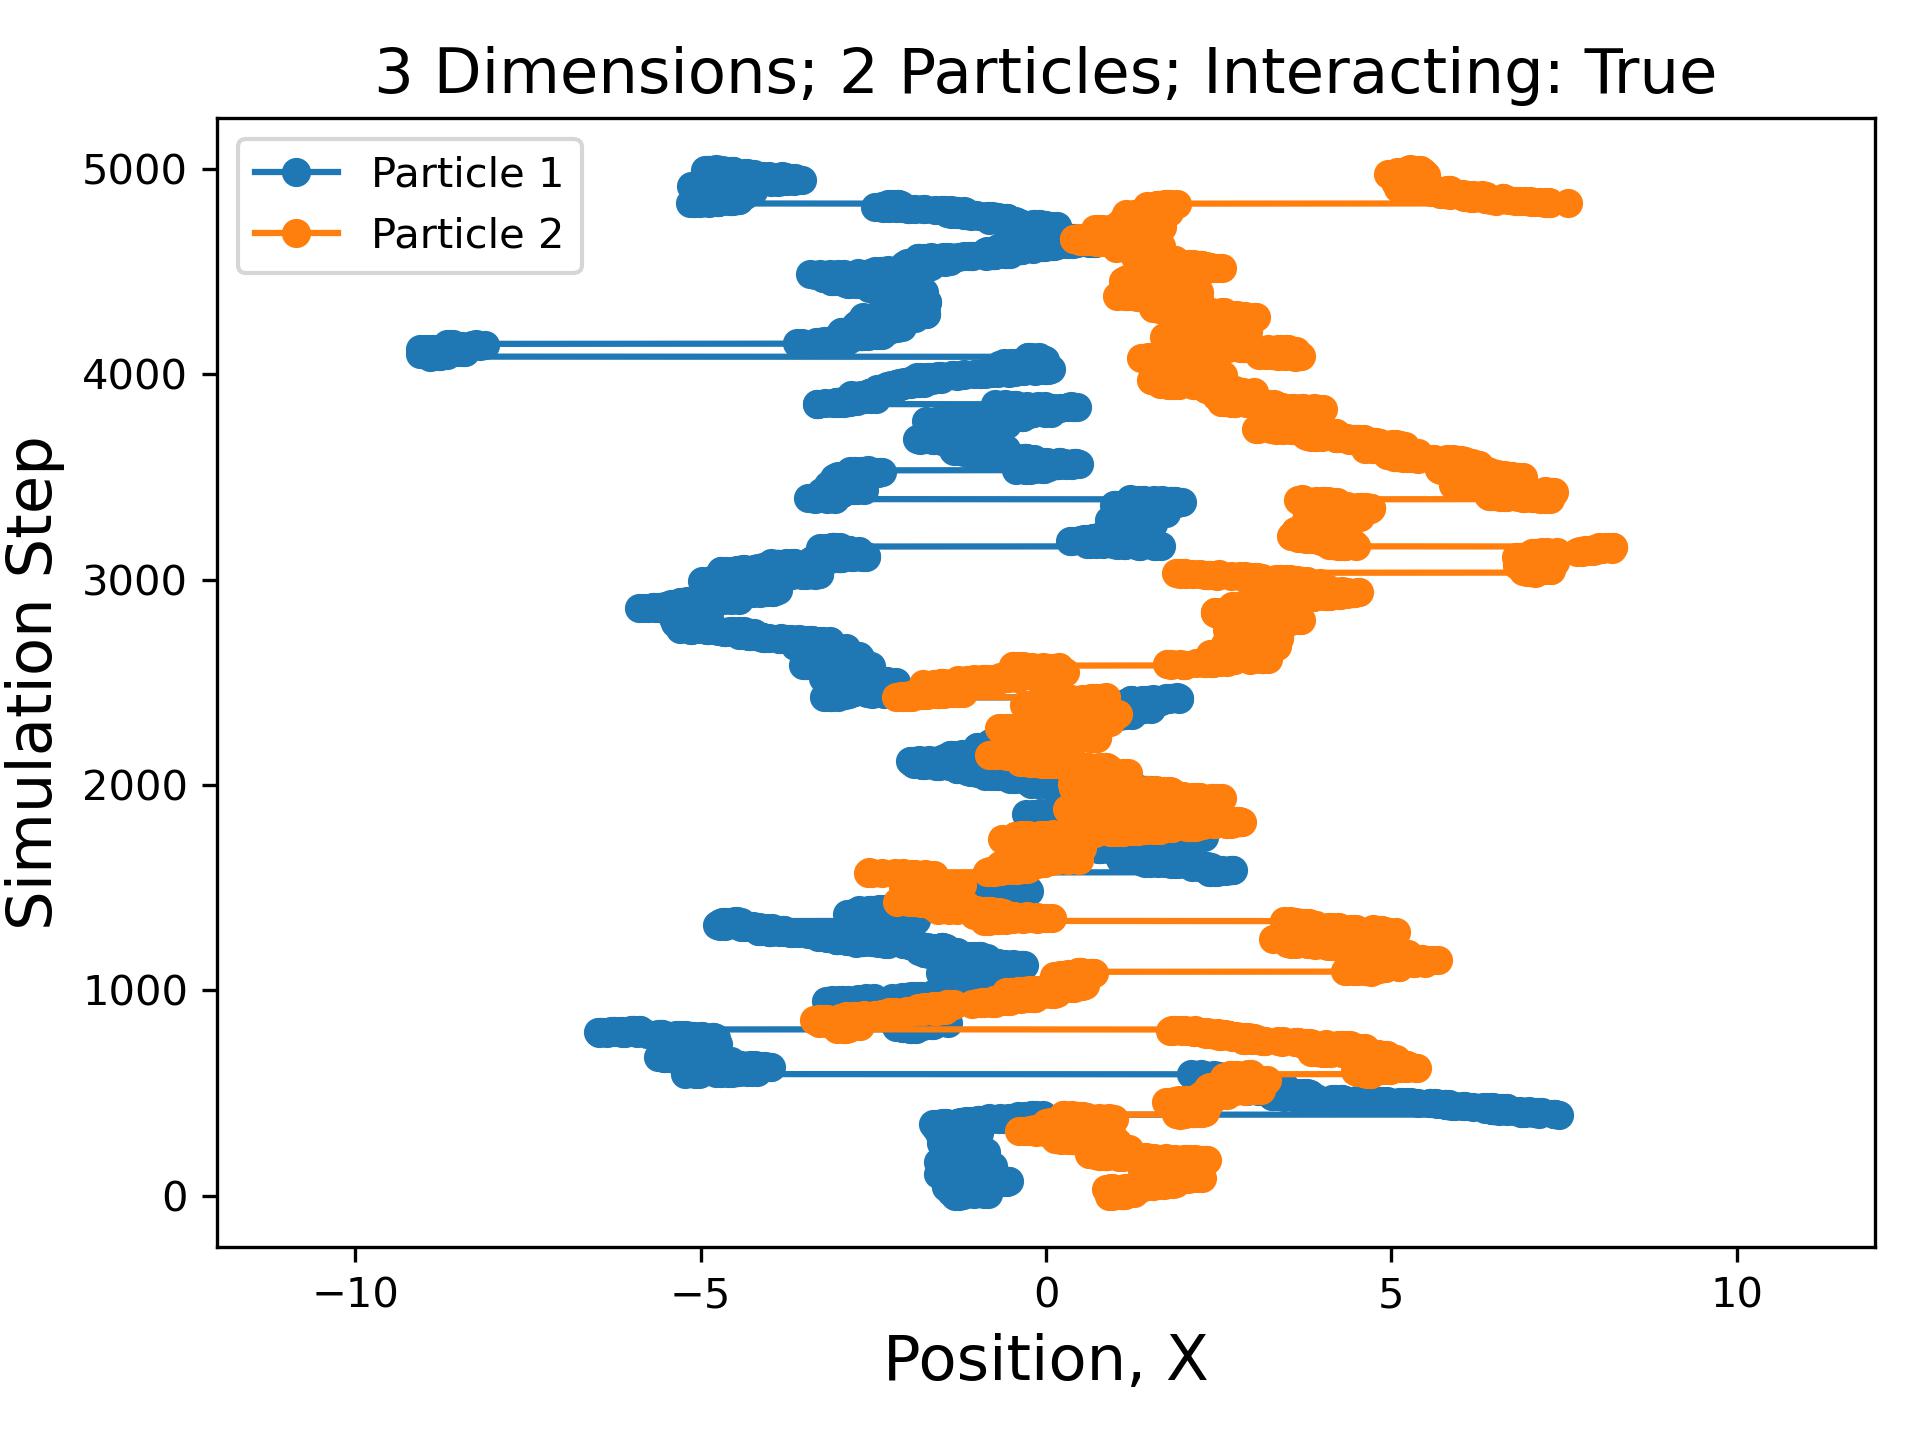 3 Dimensions; 2 Particles; Interacting: True
Particle 1
Particle 2
5000
4000
3000
2000
1000
0
Simulation Step
−10
−5
0
5
10
Position, X